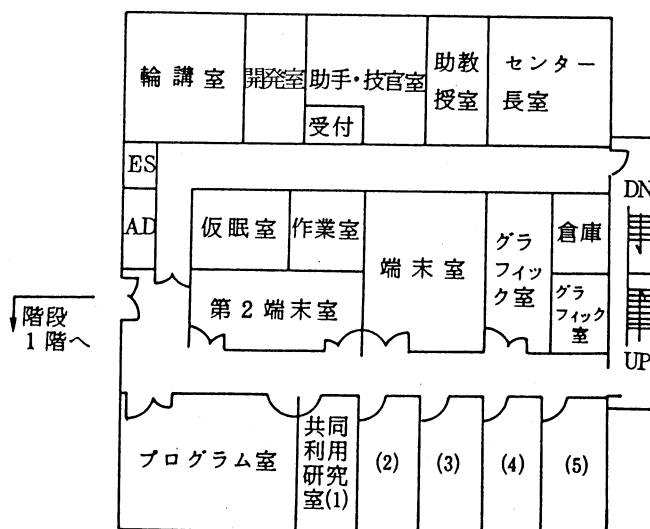 輪講室
開発室
助手・技官室
受付
助教
授室
センター
長室
ES
AD
DN
仮眠室
作業室
端末室
グラ
フィッ
ク室
倉庫
第2端末室
グラ
フィック
室
階段
1階へ
UP
プログラム室
共同
利用
研究
室(1)
(2)
(3)
(4)
(5)